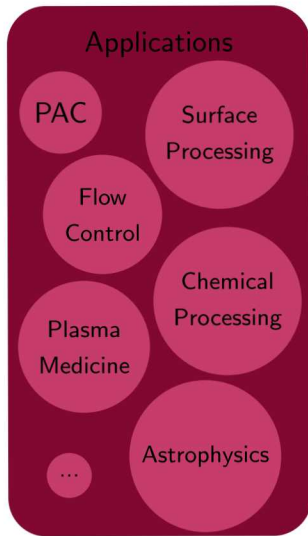 Applications
PAC
Surface
Processing
Flow
Control
Chemical
Processing
Plasma
Medicine
Astrophysics
...